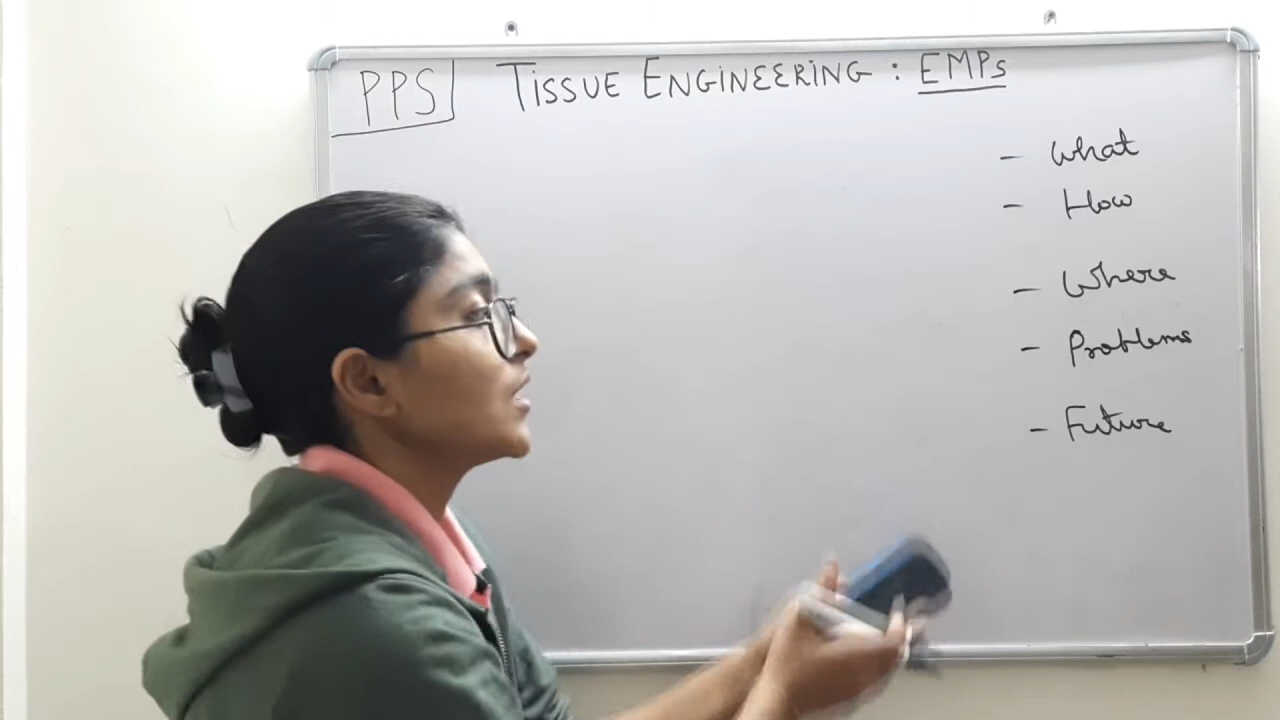 PPS
TISSUE ENGINEERING : EMPs
- What
- How
- Where
- Problems
- Future